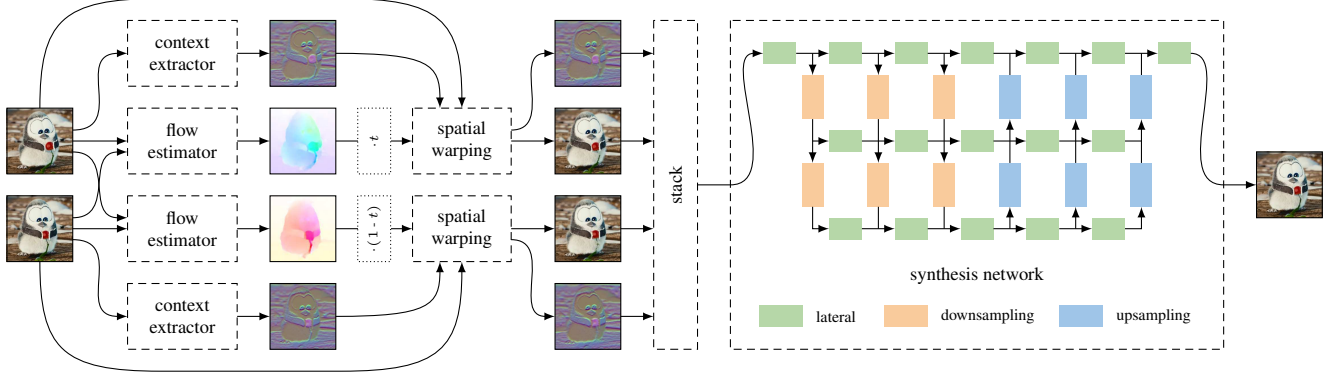 context
extractor
flow
estimator
· t
spatial
warping
flow
estimator
· (1 - t)
spatial
warping
context
extractor
stack
synthesis network
lateral
downsampling
upsampling